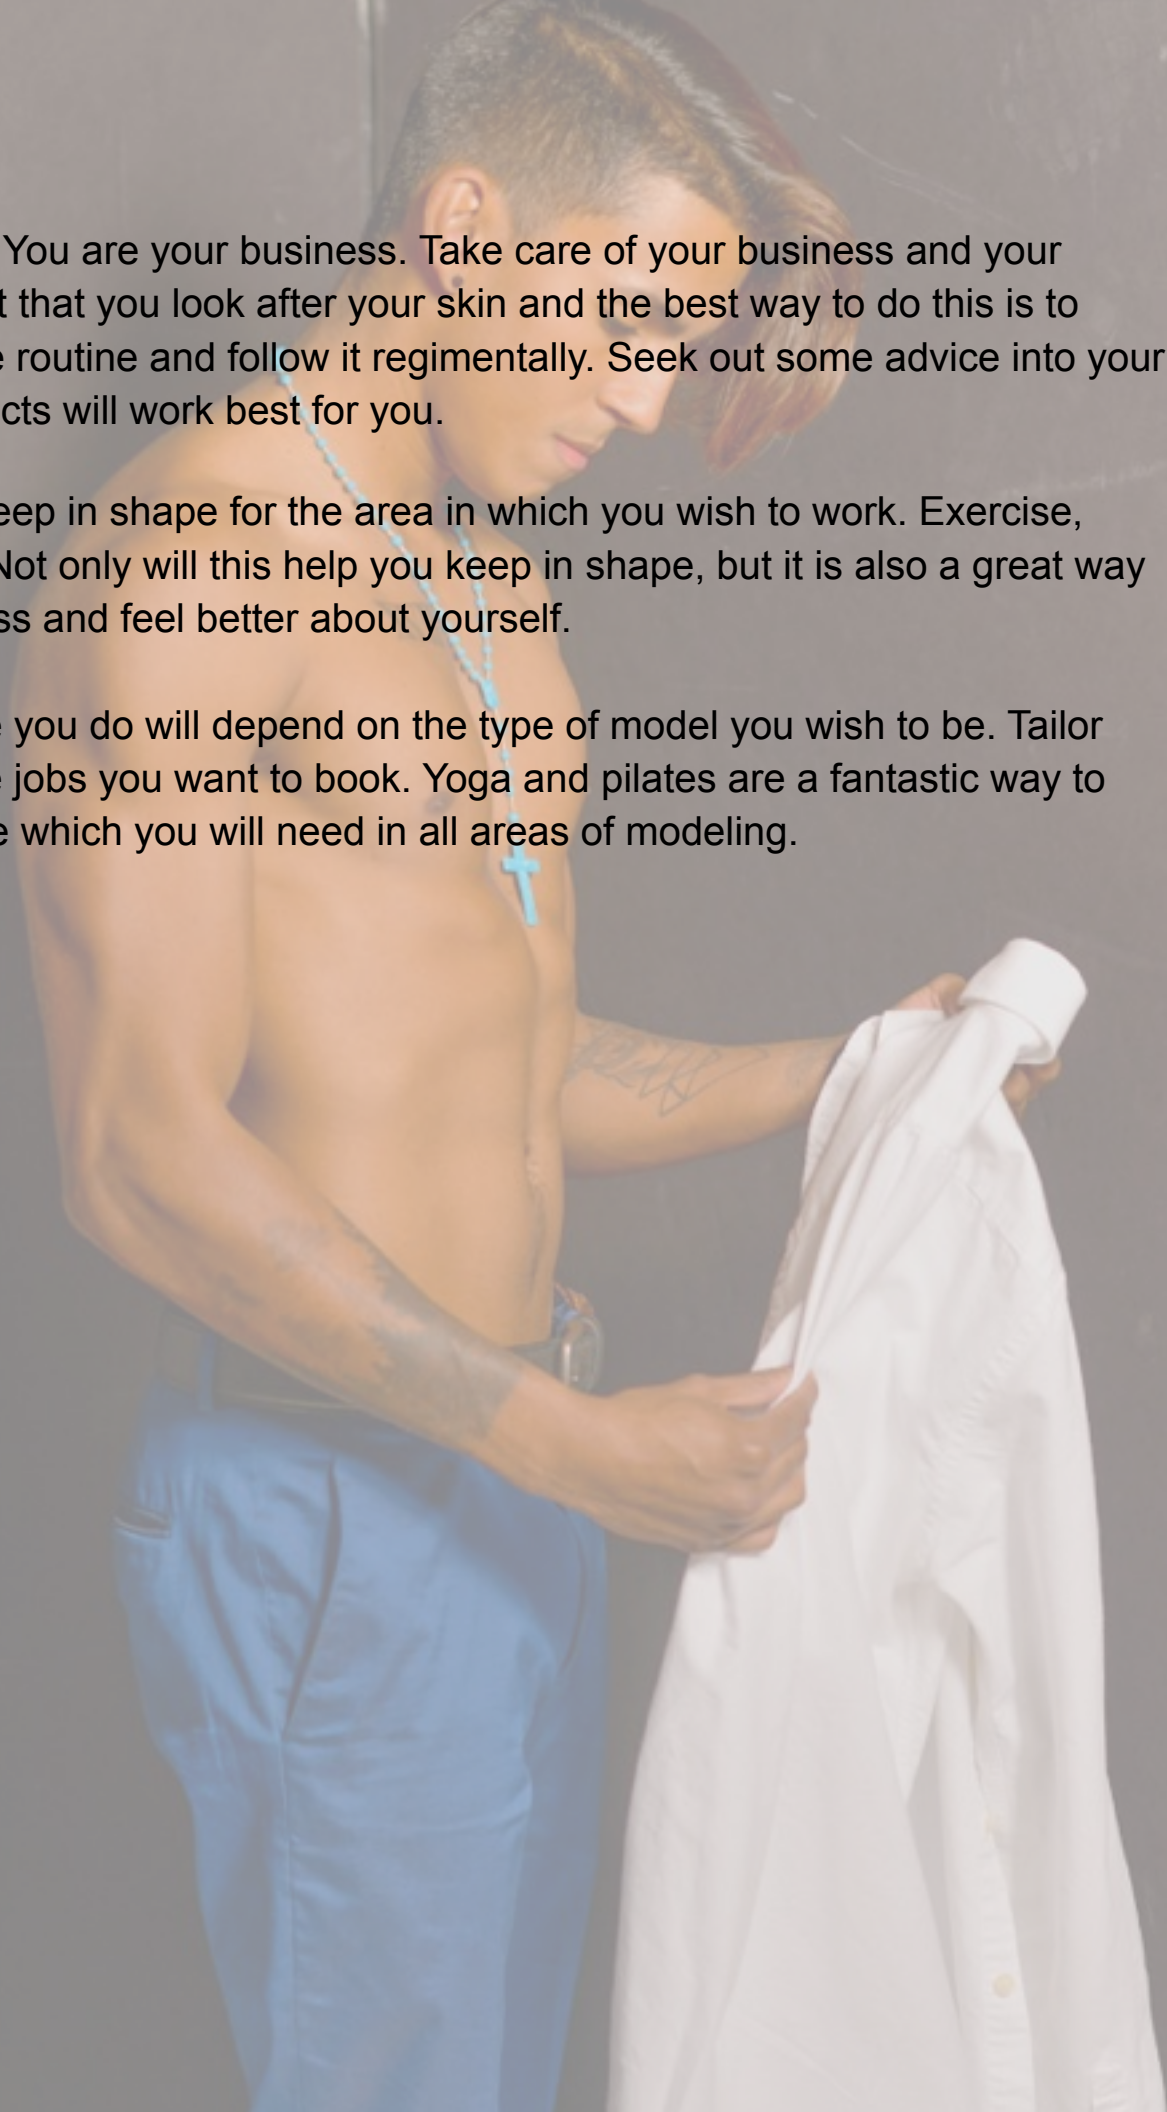 You are your business. Take care of your business and your
that you look after your skin and the best way to do this is to
routine and follow it regimentally. Seek out some advice into your
will work best for you.
in shape for the area in which you wish to work. Exercise,
Not only will this help you keep in shape, but it is also a great way
and feel better about yourself.
you do will depend on the type of model you wish to be. Tailor
jobs you want to book. Yoga and pilates are a fantastic way to
which you will need in all areas of modeling.